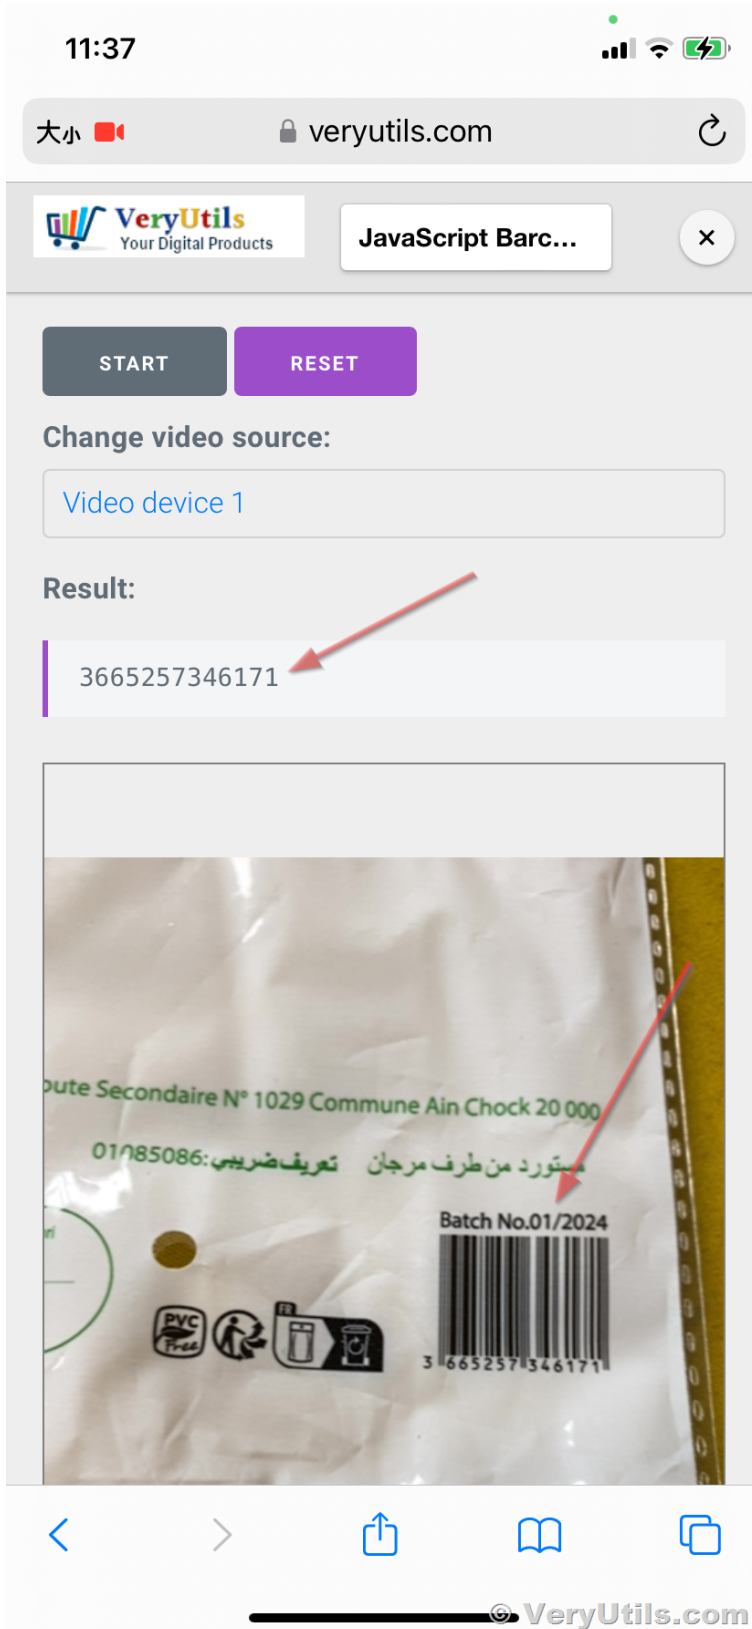 11:37
大小
veryutils.com
VeryUtils
Your Digital Products
JavaScript Barc...
START
RESET
Change video source:
Video device 1
Result:
3665257346171
oute Secondaire N° 1029 Commune Ain Chock 20 000
مستورد من طرف مرجان تعريف ضريبي:01085086
Batch No.01/2024
FR
PVC
Free
3 665257 346171
© VeryUtils.com